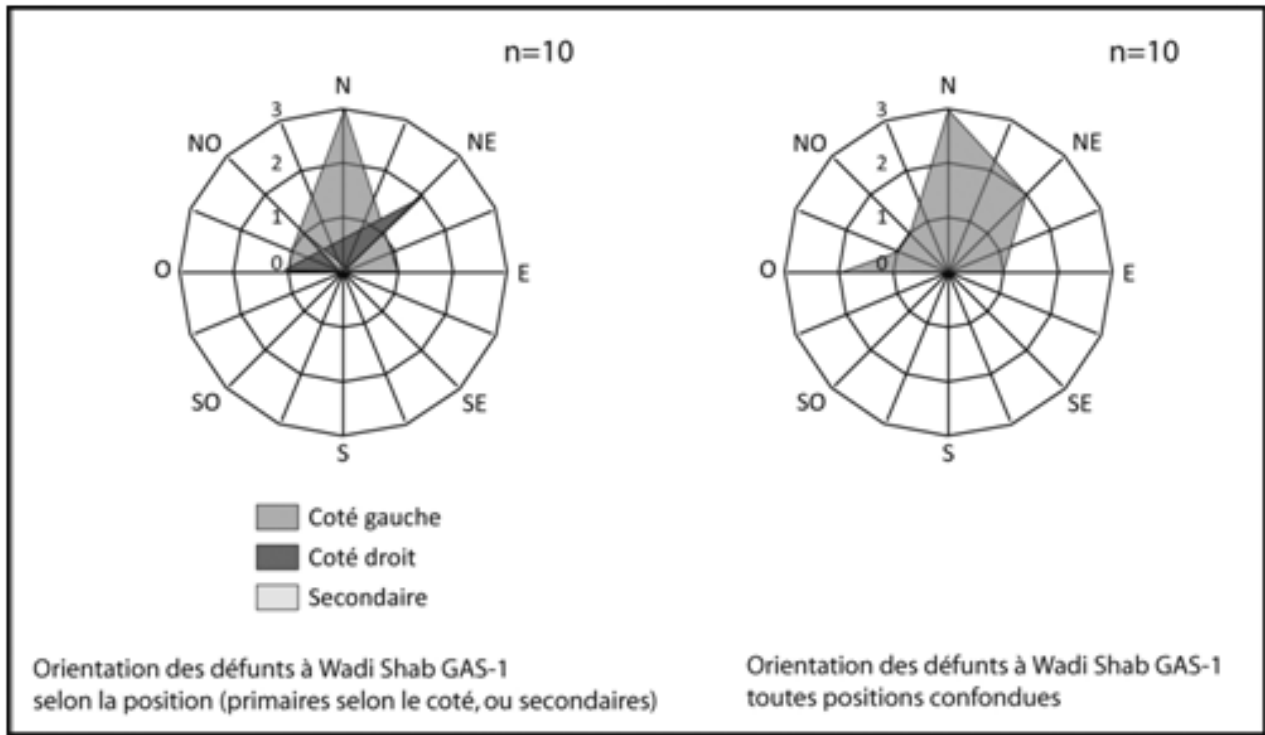 n=10
N
NE
E
SE
S
SO
O
NO
3
2
1
0
n=10
N
NE
E
SE
S
SO
O
NO
3
2
1
0
Coté gauche
Coté droit
Secondaire
Orientation des défunts à Wadi Shab GAS-1
selon la position (primaires selon le coté, ou secondaires)
Orientation des défunts à Wadi Shab GAS-1
toutes positions confondues